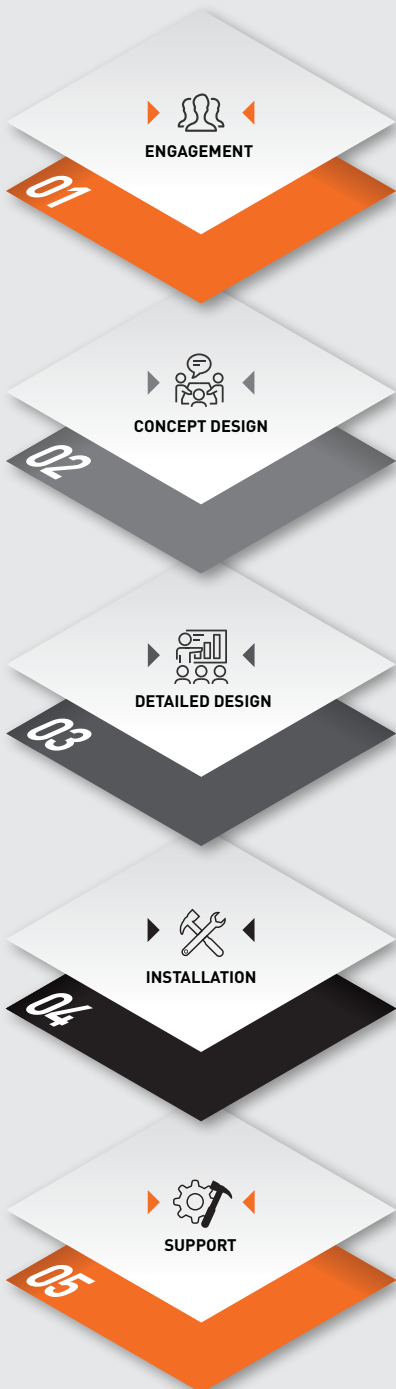 ENGAGEMENT
01
CONCEPT DESIGN
02
DETAILED DESIGN
03
INSTALLATION
04
SUPPORT
05